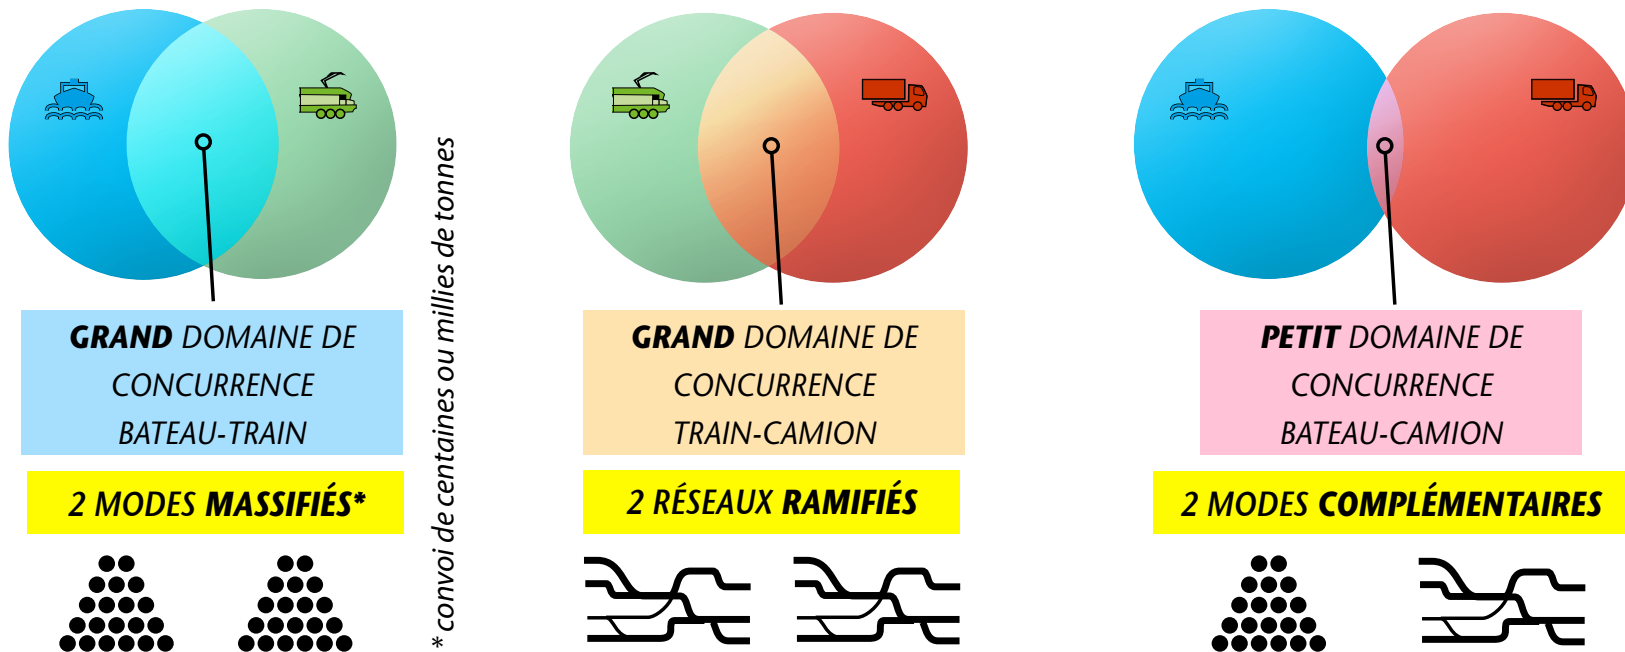 GRAND DOMAINE DE
CONCURRENCE
BATEAU-TRAIN
2 MODES MASSIFIÉS*
* convoi de centaines ou millies de tonnes
GRAND DOMAINE DE
CONCURRENCE
TRAIN-CAMION
2 RÉSEAUX RAMIFIÉS
PETIT DOMAINE DE
CONCURRENCE
BATEAU-CAMION
2 MODES COMPLÉMENTAIRES